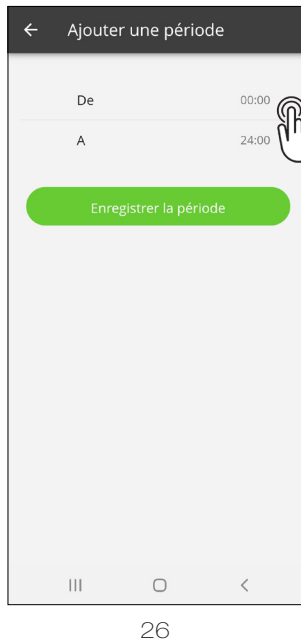 Ajouter une période
De 00:00
A 24:00
Enregistrer la période
26